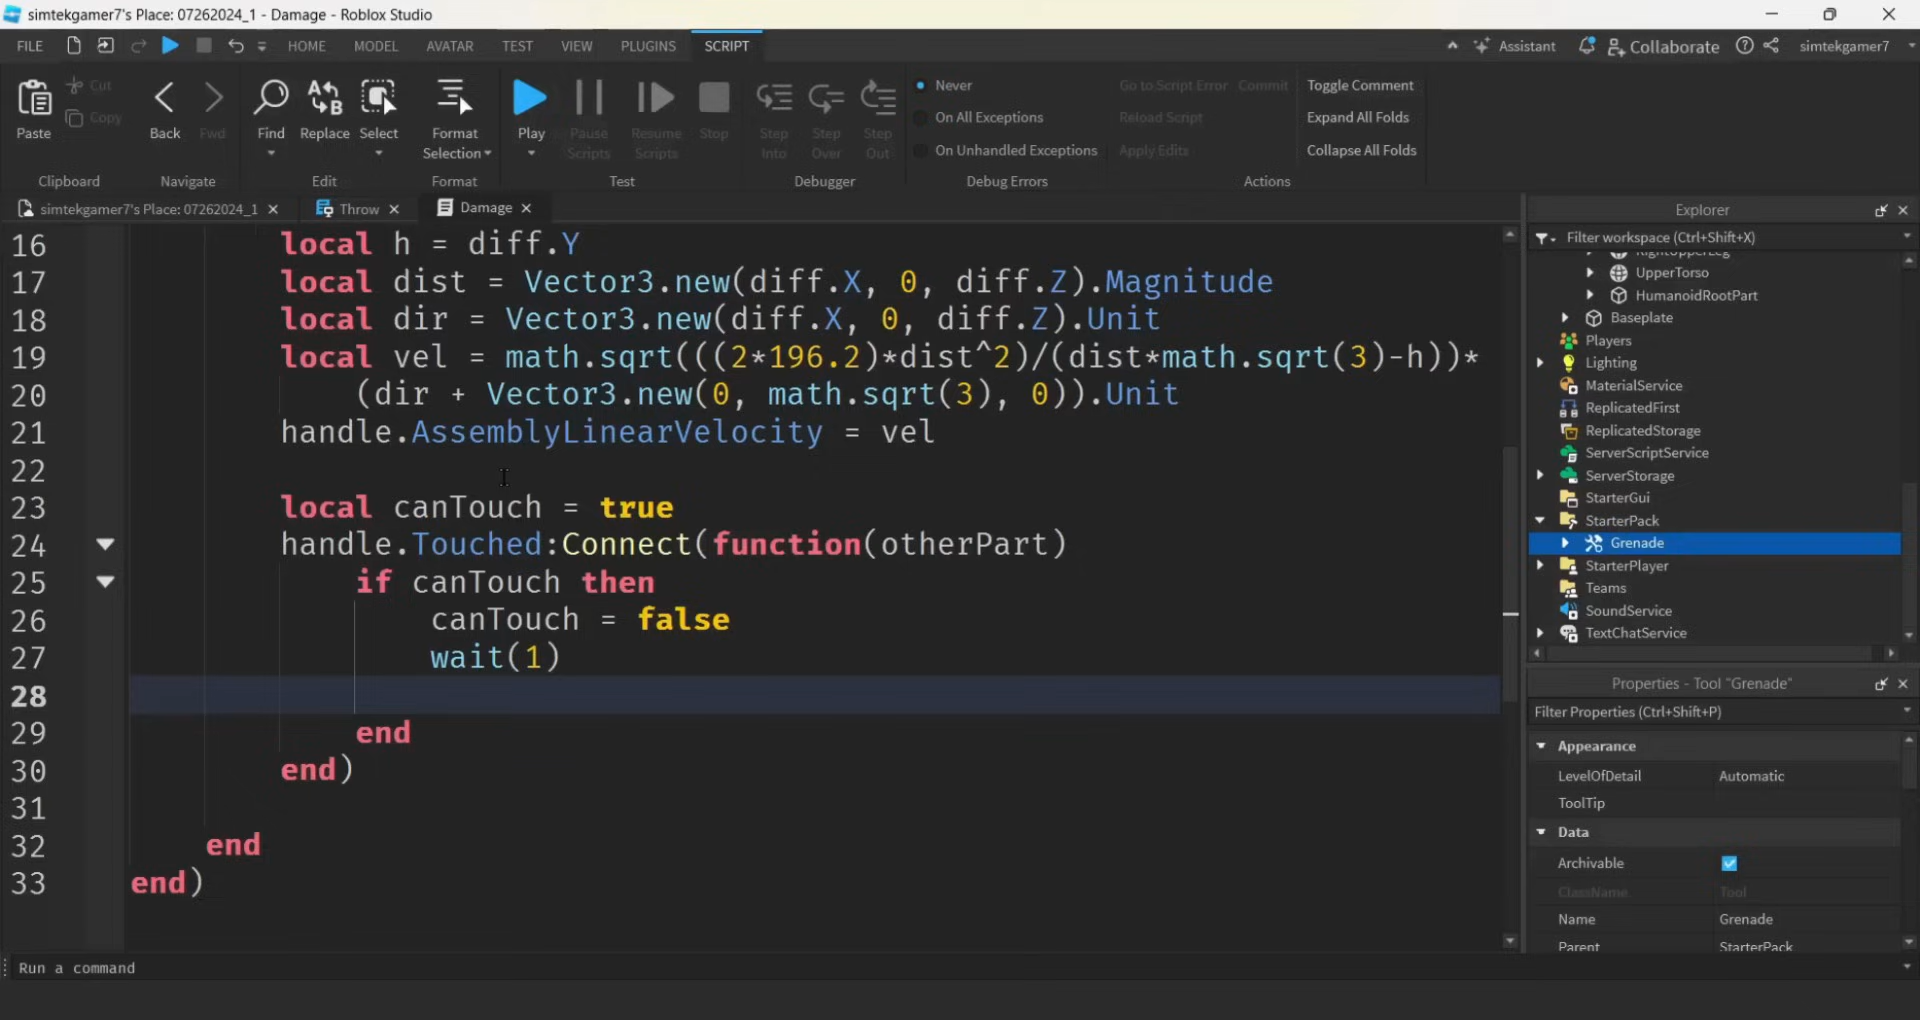 simtekgamer7's Place: 07262024_1 - Damage - Roblox Studio
FILE HOME MODEL AVATAR TEST VIEW PLUGINS SCRIPT Assistant Collaborate simtekgamer7
Paste Cut Copy Back Fwd Find Replace Select Format Selection Play Pause Scripts Resume Scripts Stop Step Into Step Over Step Out
Never
On All Exceptions
On Unhandled Exceptions
Go to Script Error Commit
Reload Script
Apply Edits
Toggle Comment
Expand All Folds
Collapse All Folds
Clipboard Navigate Edit Format Test Debugger Debug Errors Actions
simtekgamer7's Place: 07262024_1 Throw Damage
16 local h = diff.Y
17 local dist = Vector3.new(diff.X, 0, diff.Z).Magnitude
18 local dir = Vector3.new(diff.X, 0, diff.Z).Unit
19 local vel = math.sqrt(((2*196.2)*dist^2)/(dist*math.sqrt(3)-h))*
20 (dir + Vector3.new(0, math.sqrt(3), 0)).Unit
21 handle.AssemblyLinearVelocity = vel
22
23 local canTouch = true
24 handle.Touched:Connect(function(otherPart)
25 if canTouch then
26 canTouch = false
27 wait(1)
28
29 end
30 end)
31
32 end
33 end)
Run a command
Explorer
Filter workspace (Ctrl+Shift+X)
RightUpperLeg
UpperTorso
HumanoidRootPart
Baseplate
Players
Lighting
MaterialService
ReplicatedFirst
ReplicatedStorage
ServerScriptService
ServerStorage
StarterGui
StarterPack
Grenade
StarterPlayer
Teams
SoundService
TextChatService
Properties - Tool "Grenade"
Filter Properties (Ctrl+Shift+P)
Appearance
LevelOfDetail Automatic
ToolTip
Data
Archivable
ClassName Tool
Name Grenade
Parent StarterPack